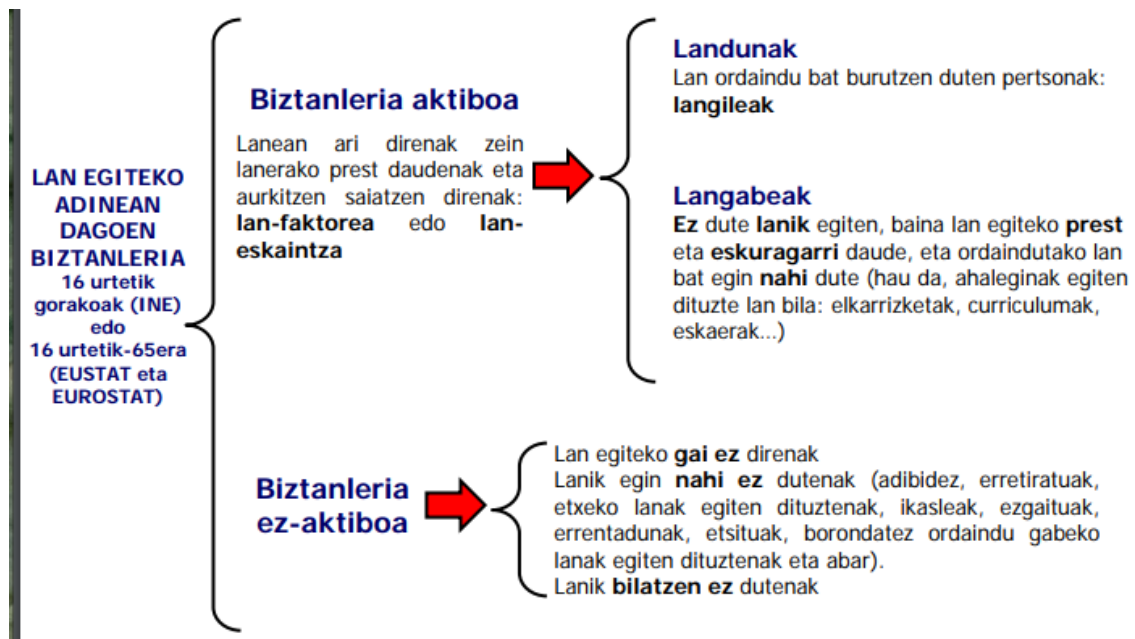 LAN EGITEKO
ADINEAN
DAGOEN
BIZTANLERIA
16 urtetik
gorakoak (INE)
edo
16 urtetik-65era
(EUSTAT eta
EUROSTAT)
Biztanleria aktiboa
Lanean ari direnak zein
lanerako prest daudenak eta
aurkitzen saiatzen direnak:
lan-faktorea edo lan-
eskaintza
Landunak
Lan ordaindu bat burutzen duten pertsonak:
langileak
Langabeak
Ez dute lanik egiten, baina lan egiteko prest
eta eskuragarri daude, eta ordaindutako lan
bat egin nahi dute (hau da, ahaleginak egiten
dituzte lan bila: elkarrizketak, curriculumak,
eskaerak...)
Biztanleria
ez-aktiboa
Lan egiteko gai ez direnak
Lanik egin nahi ez dutenak (adibidez, erretiratuak,
etxeko lanak egiten dituztenak, ikasleak, ezgaituak,
errentadunak, etsituak, borondatez ordaindu gabeko
lanak egiten dituztenak eta abar).
Lanik bilatzen ez dutenak